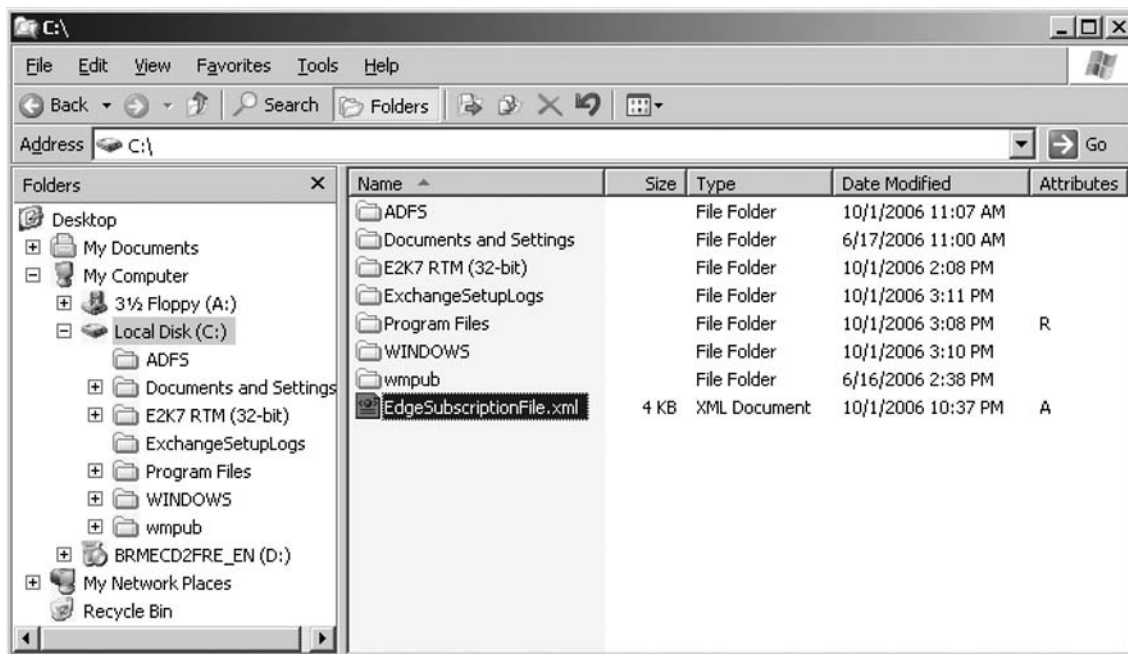 C:\
File Edit View Favorites Tools Help
Back Search Folders
Address C:\ Go
Folders
Desktop
My Documents
My Computer
3½ Floppy (A:)
Local Disk (C:)
ADFS
Documents and Settings
E2K7 RTM (32-bit)
ExchangeSetupLogs
Program Files
WINDOWS
wmpub
BRMECD2FRE_EN (D:)
My Network Places
Recycle Bin
Name Size Type Date Modified Attributes
ADFS File Folder 10/1/2006 11:07 AM
Documents and Settings File Folder 6/17/2006 11:00 AM
E2K7 RTM (32-bit) File Folder 10/1/2006 2:08 PM
ExchangeSetupLogs File Folder 10/1/2006 3:11 PM
Program Files File Folder 10/1/2006 3:08 PM R
WINDOWS File Folder 10/1/2006 3:10 PM
wmpub File Folder 6/16/2006 2:38 PM
EdgeSubscriptionFile.xml 4 KB XML Document 10/1/2006 10:37 PM A